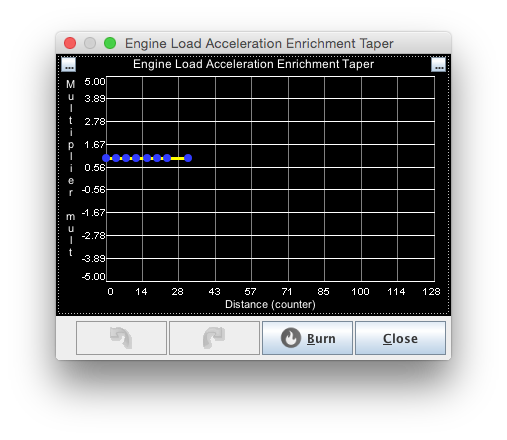 Engine Load Acceleration Enrichment Taper
...
Engine Load Acceleration Enrichment Taper
...
Multiplier mult
5.00
3.89
2.78
1.67
0.56
-0.56
-1.67
-2.78
-3.89
-5.00
0 14 28 43 57 71 85 100 114 128
Distance (counter)
Burn
Close